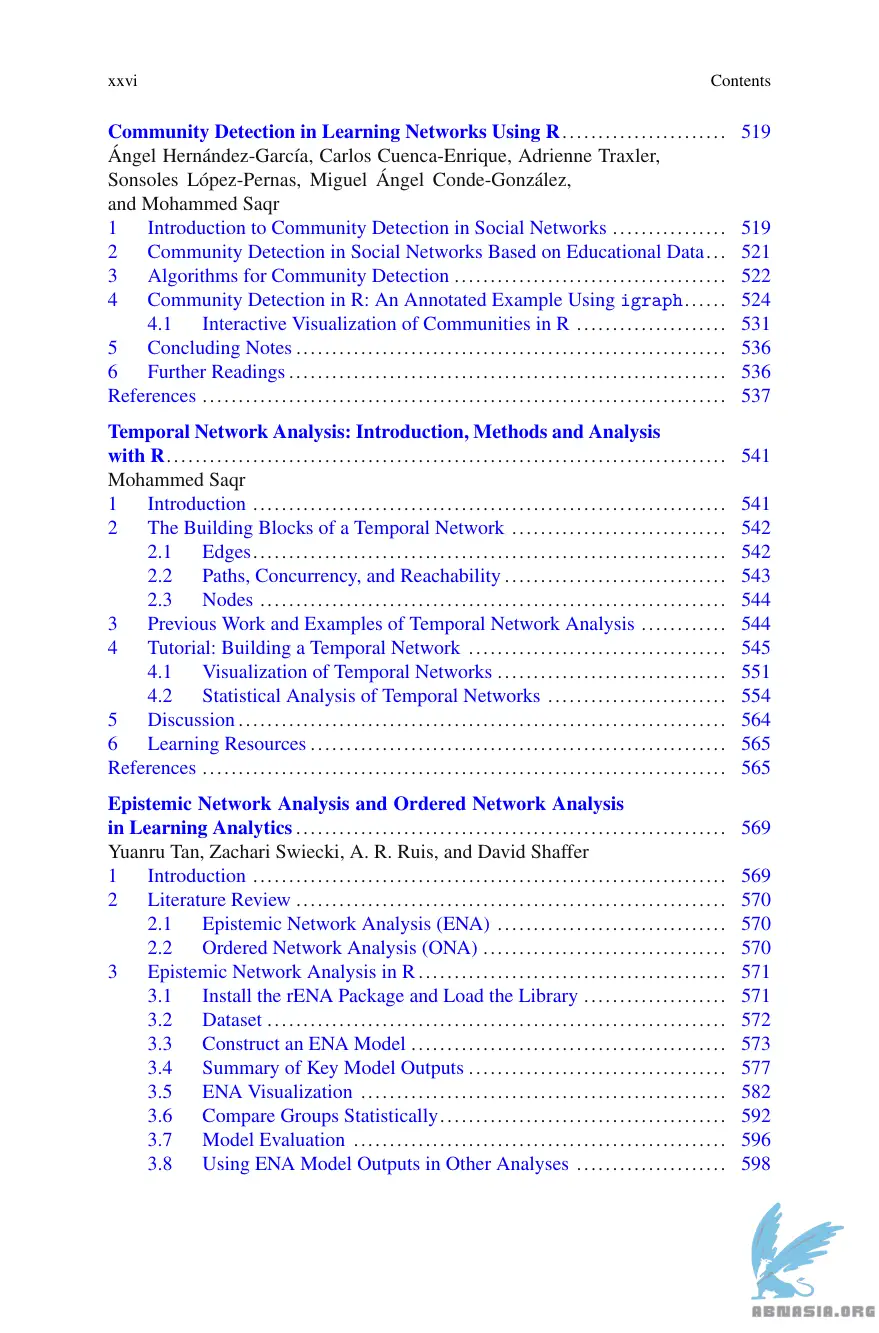 xxvi Contents
Community Detection in Learning Networks Using R....................... 519
Ángel Hernández-García, Carlos Cuenca-Enrique, Adrienne Traxler,
Sonsoles López-Pernas, Miguel Ángel Conde-González,
and Mohammed Saqr
1 Introduction to Community Detection in Social Networks ................ 519
2 Community Detection in Social Networks Based on Educational Data... 521
3 Algorithms for Community Detection ...................................... 522
4 Community Detection in R: An Annotated Example Using igraph...... 524
4.1 Interactive Visualization of Communities in R ..................... 531
5 Concluding Notes ............................................................ 536
6 Further Readings ............................................................. 536
References ......................................................................... 537
Temporal Network Analysis: Introduction, Methods and Analysis
with R.............................................................................. 541
Mohammed Saqr
1 Introduction .................................................................. 541
2 The Building Blocks of a Temporal Network .............................. 542
2.1 Edges.................................................................. 542
2.2 Paths, Concurrency, and Reachability ............................... 543
2.3 Nodes ................................................................. 544
3 Previous Work and Examples of Temporal Network Analysis ............ 544
4 Tutorial: Building a Temporal Network .................................... 545
4.1 Visualization of Temporal Networks ................................ 551
4.2 Statistical Analysis of Temporal Networks ......................... 554
5 Discussion .................................................................... 564
6 Learning Resources .......................................................... 565
References ......................................................................... 565
Epistemic Network Analysis and Ordered Network Analysis
in Learning Analytics ............................................................ 569
Yuanru Tan, Zachari Swiecki, A. R. Ruis, and David Shaffer
1 Introduction .................................................................. 569
2 Literature Review ............................................................ 570
2.1 Epistemic Network Analysis (ENA) ................................ 570
2.2 Ordered Network Analysis (ONA) .................................. 570
3 Epistemic Network Analysis in R ........................................... 571
3.1 Install the rENA Package and Load the Library .................... 571
3.2 Dataset ................................................................ 572
3.3 Construct an ENA Model ............................................ 573
3.4 Summary of Key Model Outputs .................................... 577
3.5 ENA Visualization ................................................... 582
3.6 Compare Groups Statistically........................................ 592
3.7 Model Evaluation .................................................... 596
3.8 Using ENA Model Outputs in Other Analyses ..................... 598
ABNASIA.ORG